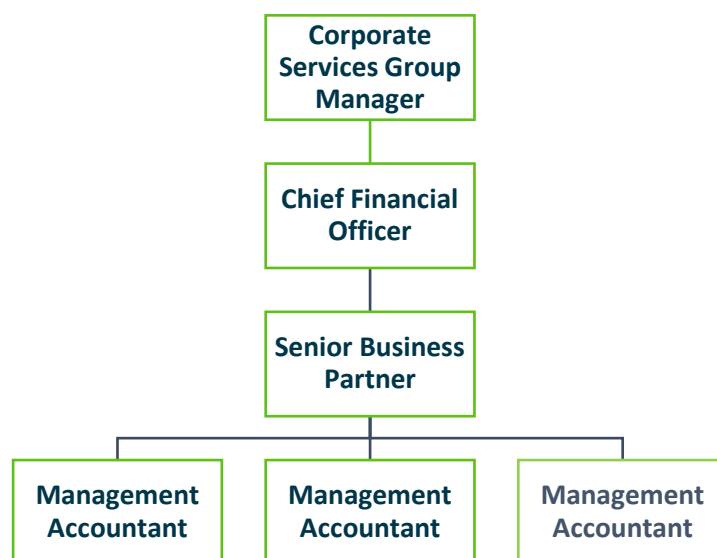 Corporate
Services Group
Manager
Chief Financial
Officer
Senior Business
Partner
Management
Accountant
Management
Accountant
Management
Accountant